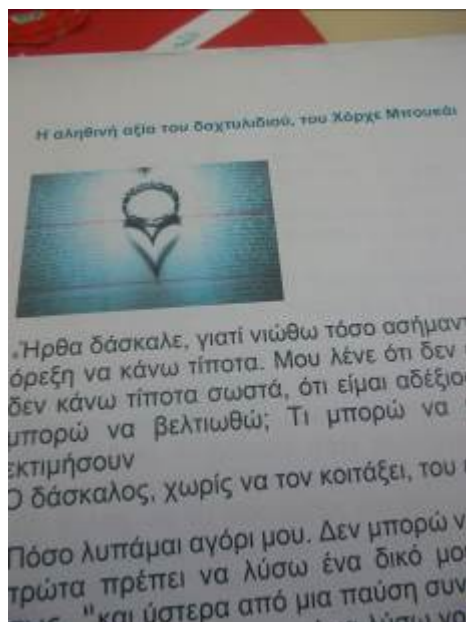 Η αληθινή αξία του δαχτυλιδιού, του Χόρχε Μπουκάι
«Ήρθα δάσκαλε, γιατί νιώθω τόσο ασήμαντ
όρεξη να κάνω τίποτα. Μου λένε ότι δεν
δεν κάνω τίποτα σωστά, ότι είμαι αδέξιο
μπορώ να βελτιωθώ; Τι μπορώ να
εκτιμήσουν
Ο δάσκαλος, χωρίς να τον κοιτάξει, του
Πόσο λυπάμαι αγόρι μου. Δεν μπορώ ν
πρώτα πρέπει να λύσω ένα δικό μο
"και ύστερα από μια παύση συν
λύσω